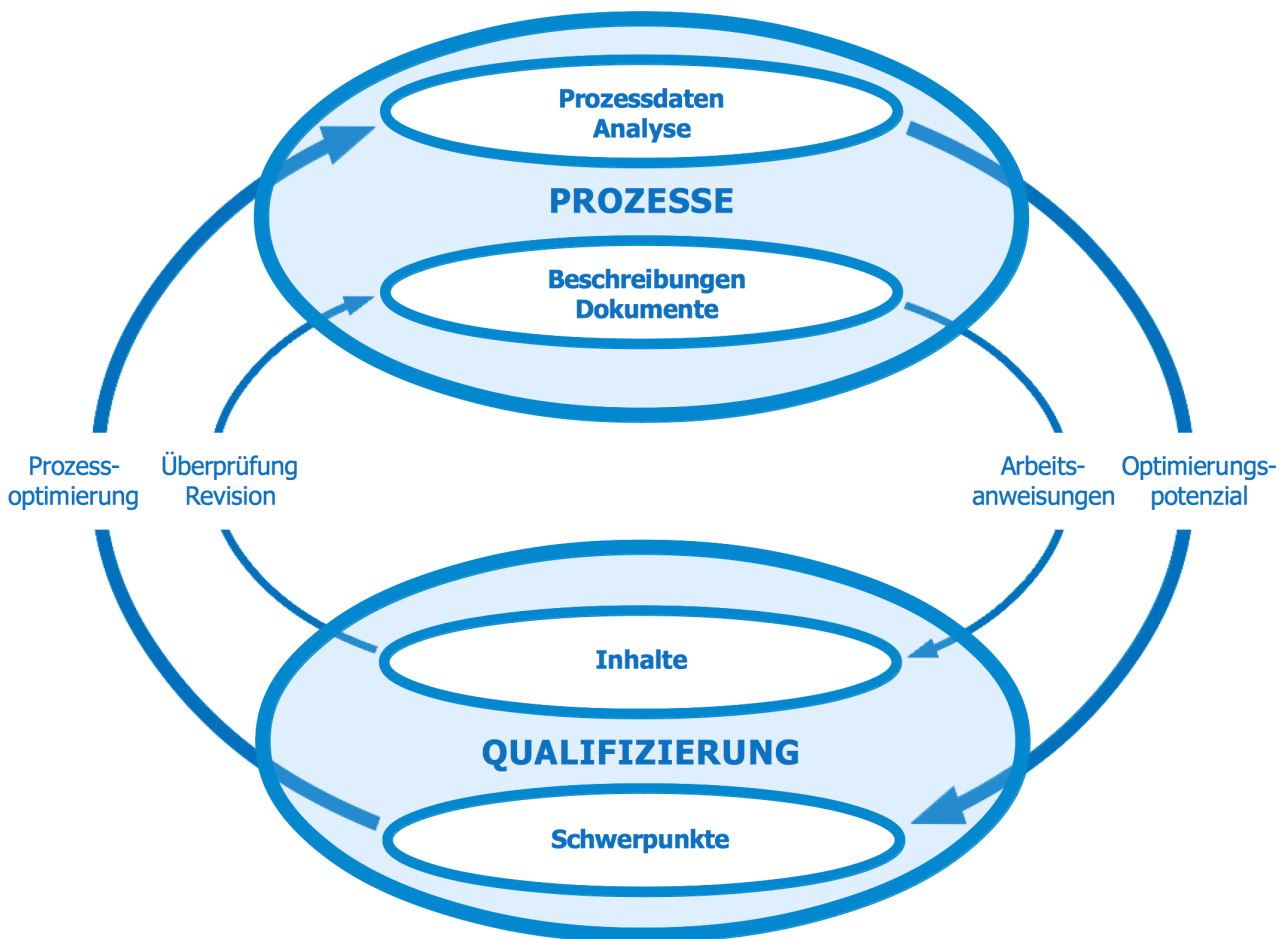 Prozessdaten
Analyse
PROZESSE
Beschreibungen
Dokumente
Prozess-
optimierung
Überprüfung
Revision
Arbeits-
anweisungen
Optimierungs-
potenzial
Inhalte
QUALIFIZIERUNG
Schwerpunkte